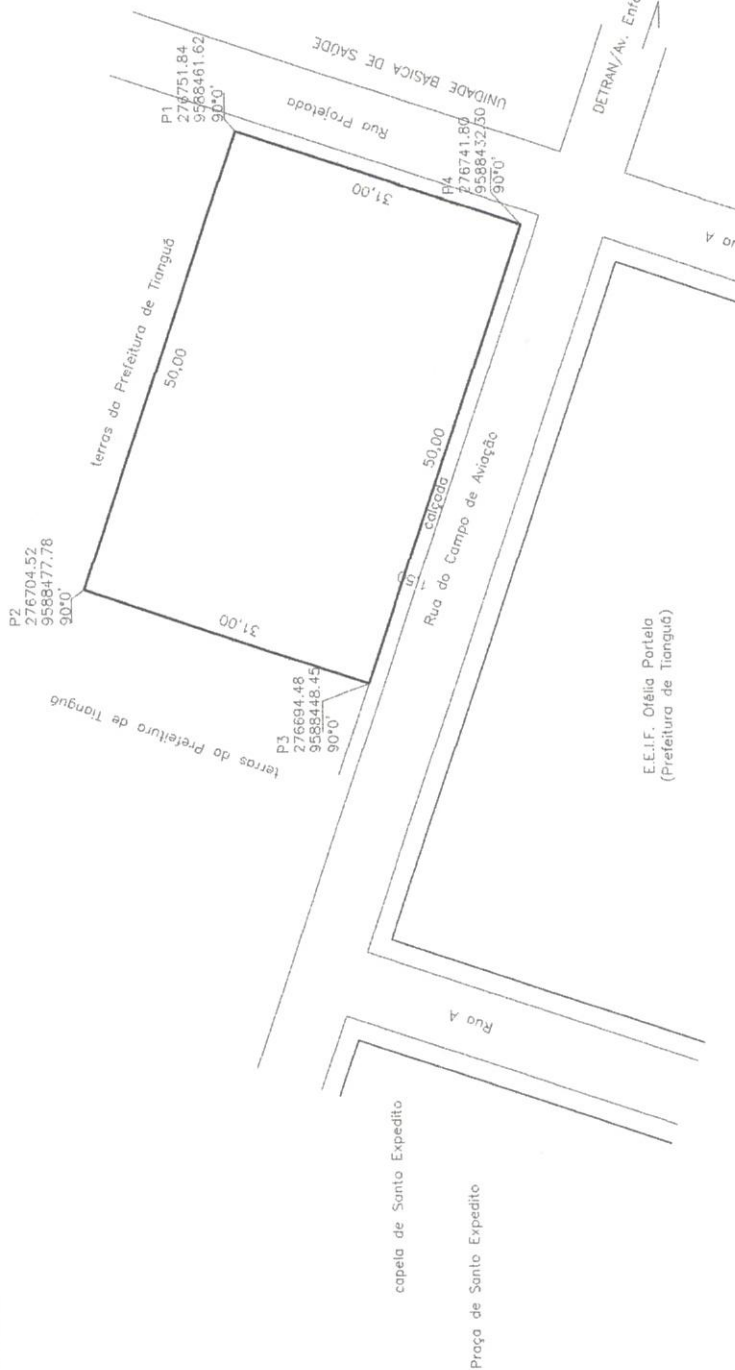 P1
276751.84
9588461.62
90°0'
UNIDADE BÁSICA DE SAÚDE
Rua Projetada
DETRAN/Av.
terras da Prefeitura de Tianguá
50,00
31,00
P4
276741.80
9588432.30
90°0'
P2
276704.52
9588477.78
90°0'
31,00
terras da Prefeitura de Tianguá
P3
276694.48
9588448.45
90°0'
50,00
calçada
1,50
Rua do Campo de Aviação
Rua A
E.E.I.F. Ofélia Portela
(Prefeitura de Tianguá)
Rua A
capela de Santo Expedito
Praça de Santo Expedito